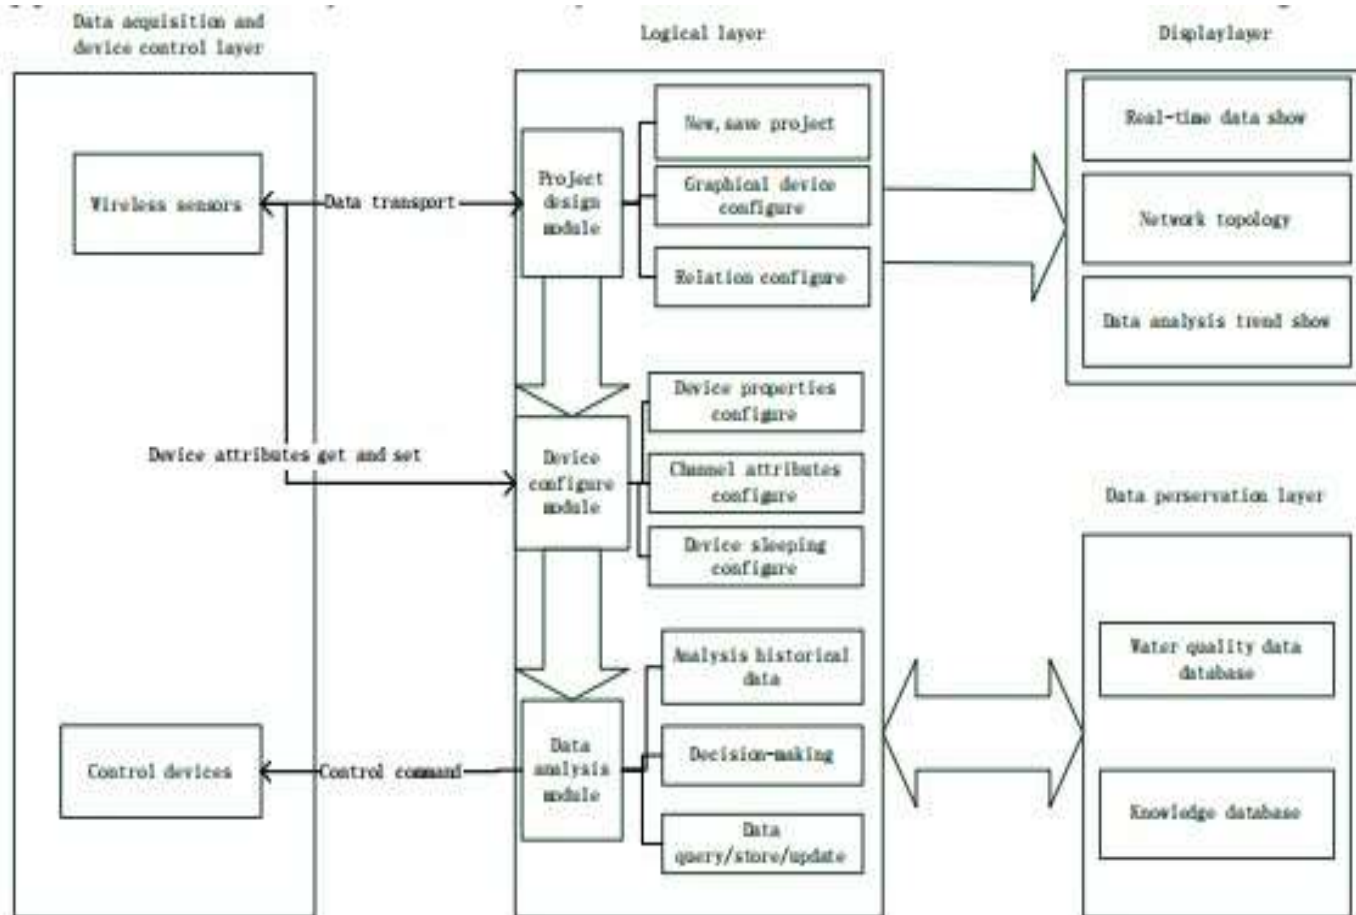 Data acquisition and
device control layer
Logical layer
Displaylayer
Wireless sensors
Data transport
Project
design
module
New,save project
Graphical device
configure
Relation configure
Real-time data show
Network topology
Data analysis trend show
Device attributes get and set
Device
configure
module
Device properties
configure
Channel attributes
configure
Device sleeping
configure
Data perservation layer
Control devices
Control command
Data
analysis
module
Analysis historical
data
Decision-making
Data
query/store/update
Water quality data
database
Knowledge database